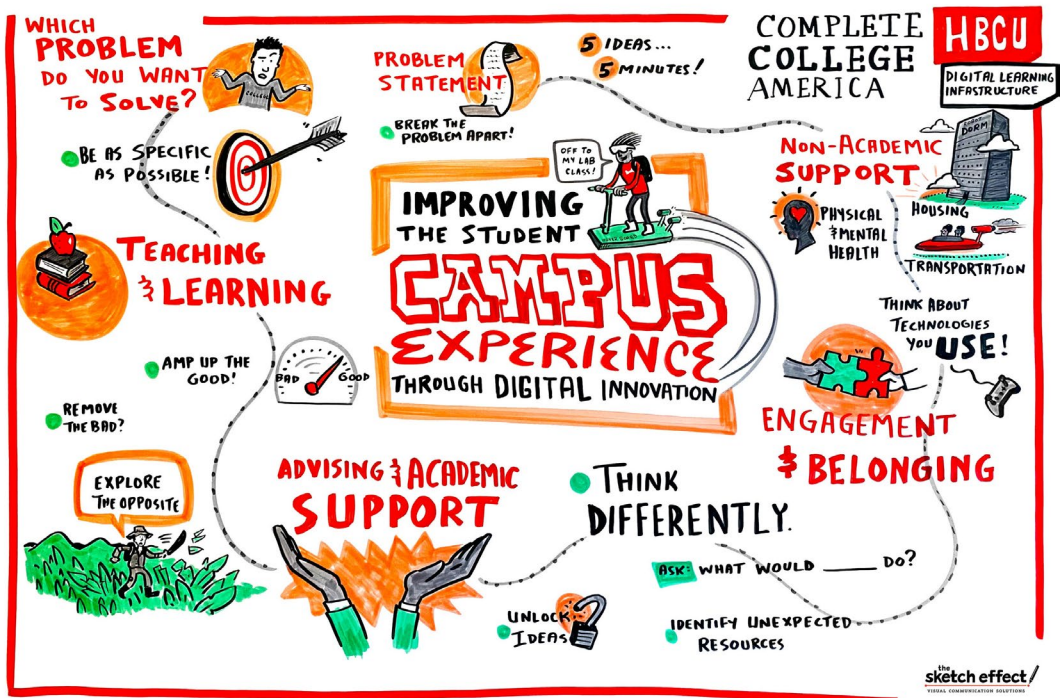 WHICH
PROBLEM
DO YOU WANT
TO SOLVE?
COLLEGE
BE AS SPECIFIC
AS POSSIBLE!
TEACHING
& LEARNING
AMP UP THE
GOOD!
BAD
GOOD
REMOVE
THE BAD?
EXPLORE
THE OPPOSITE
PROBLEM
STATEMENT
5 IDEAS...
5 MINUTES!
BREAK THE
PROBLEM APART!
OFF TO
MY LAB
CLASS!
IMPROVING
THE STUDENT
CAMPUS
EXPERIENCE
THROUGH DIGITAL INNOVATION
ADVISING & ACADEMIC
SUPPORT
THINK
DIFFERENTLY.
ASK: WHAT WOULD ____ DO?
UNLOCK
IDEAS
IDENTIFY UNEXPECTED
RESOURCES
COMPLETE
COLLEGE
AMERICA
HBCU
DIGITAL LEARNING
INFASTRUCTURE
NON-ACADEMIC
SUPPORT
DORM
PHYSICAL
& MENTAL
HEALTH
HOUSING
TRANSPORTATION
THINK ABOUT
TECHNOLOGIES
YOU USE!
ENGAGEMENT
& BELONGING
the
sketch effect
VISUAL COMMUNICATION SOLUTIONS